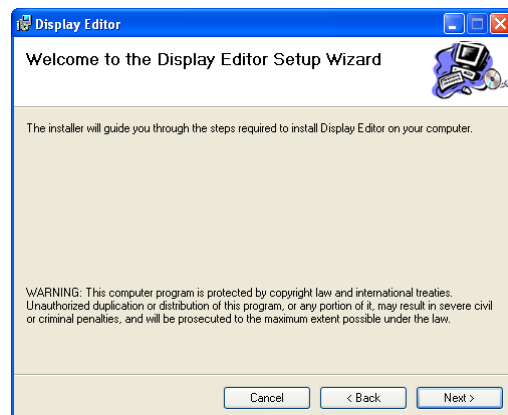 Display Editor
Welcome to the Display Editor Setup Wizard
The installer will guide you through the steps required to install Display Editor on your computer.
WARNING: This computer program is protected by copyright law and international treaties.
Unauthorized duplication or distribution of this program, or any portion of it, may result in severe civil
or criminal penalties, and will be prosecuted to the maximum extent possible under the law.
Cancel
< Back
Next >